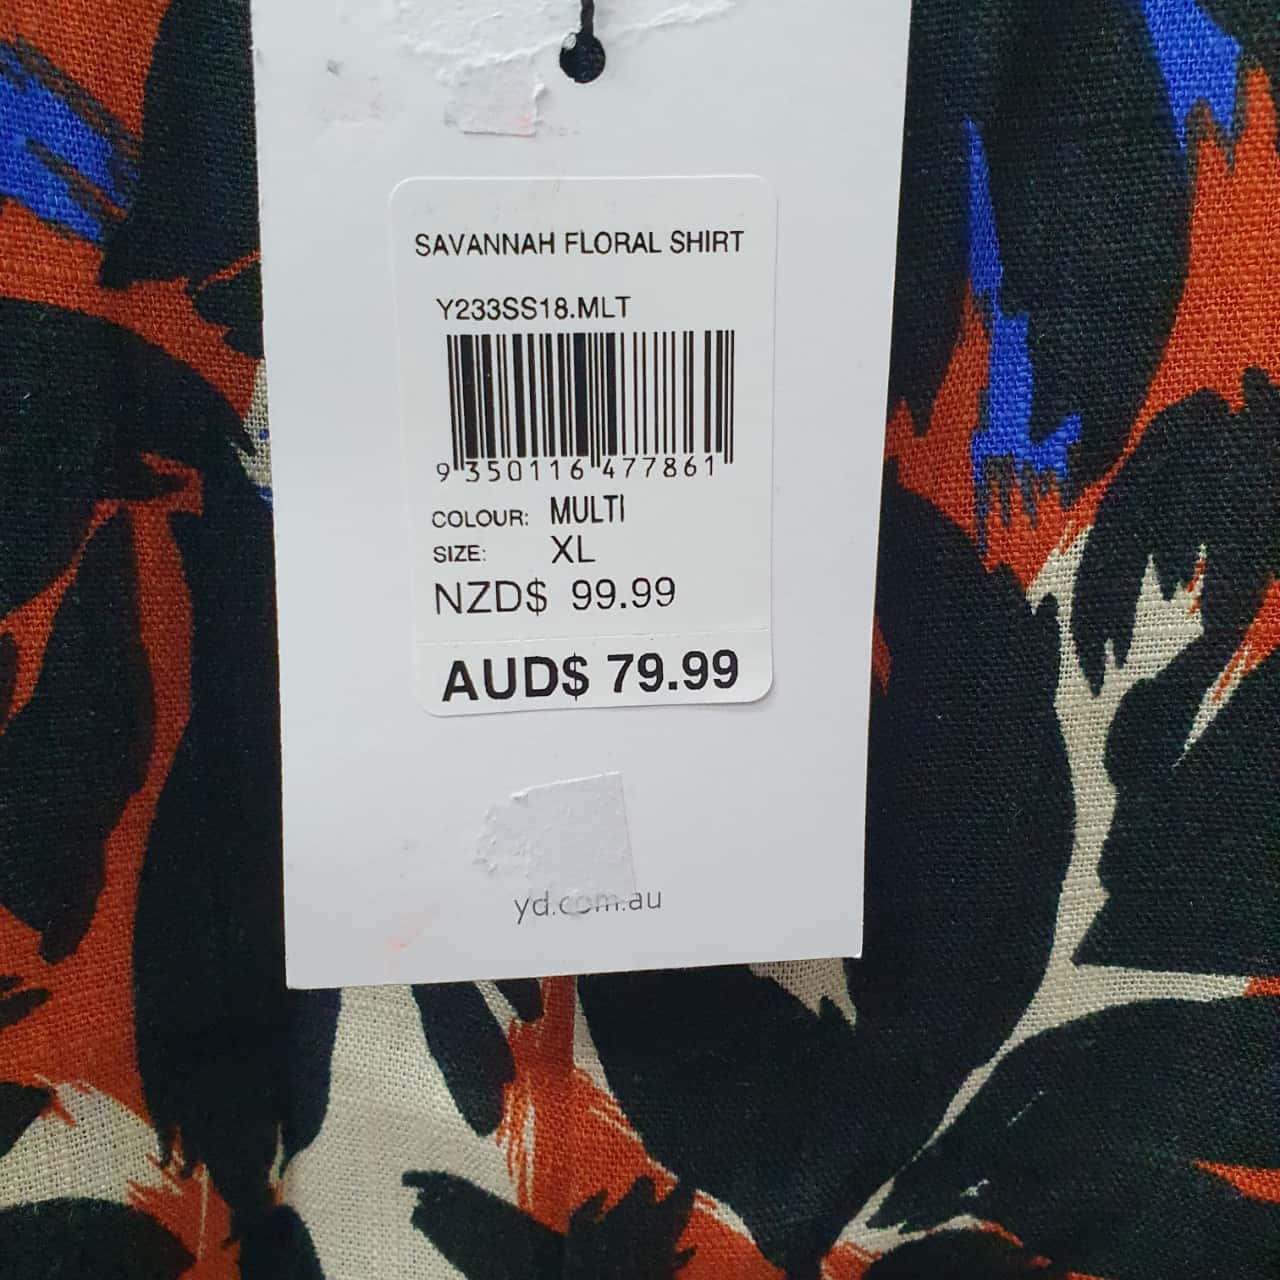 SAVANNAH FLORAL SHIRT
Y233SS18.MLT
9 350116 477861
COLOUR: MULTI
SIZE: XL
NZD$ 99.99
AUD$ 79.99
yd.com.au